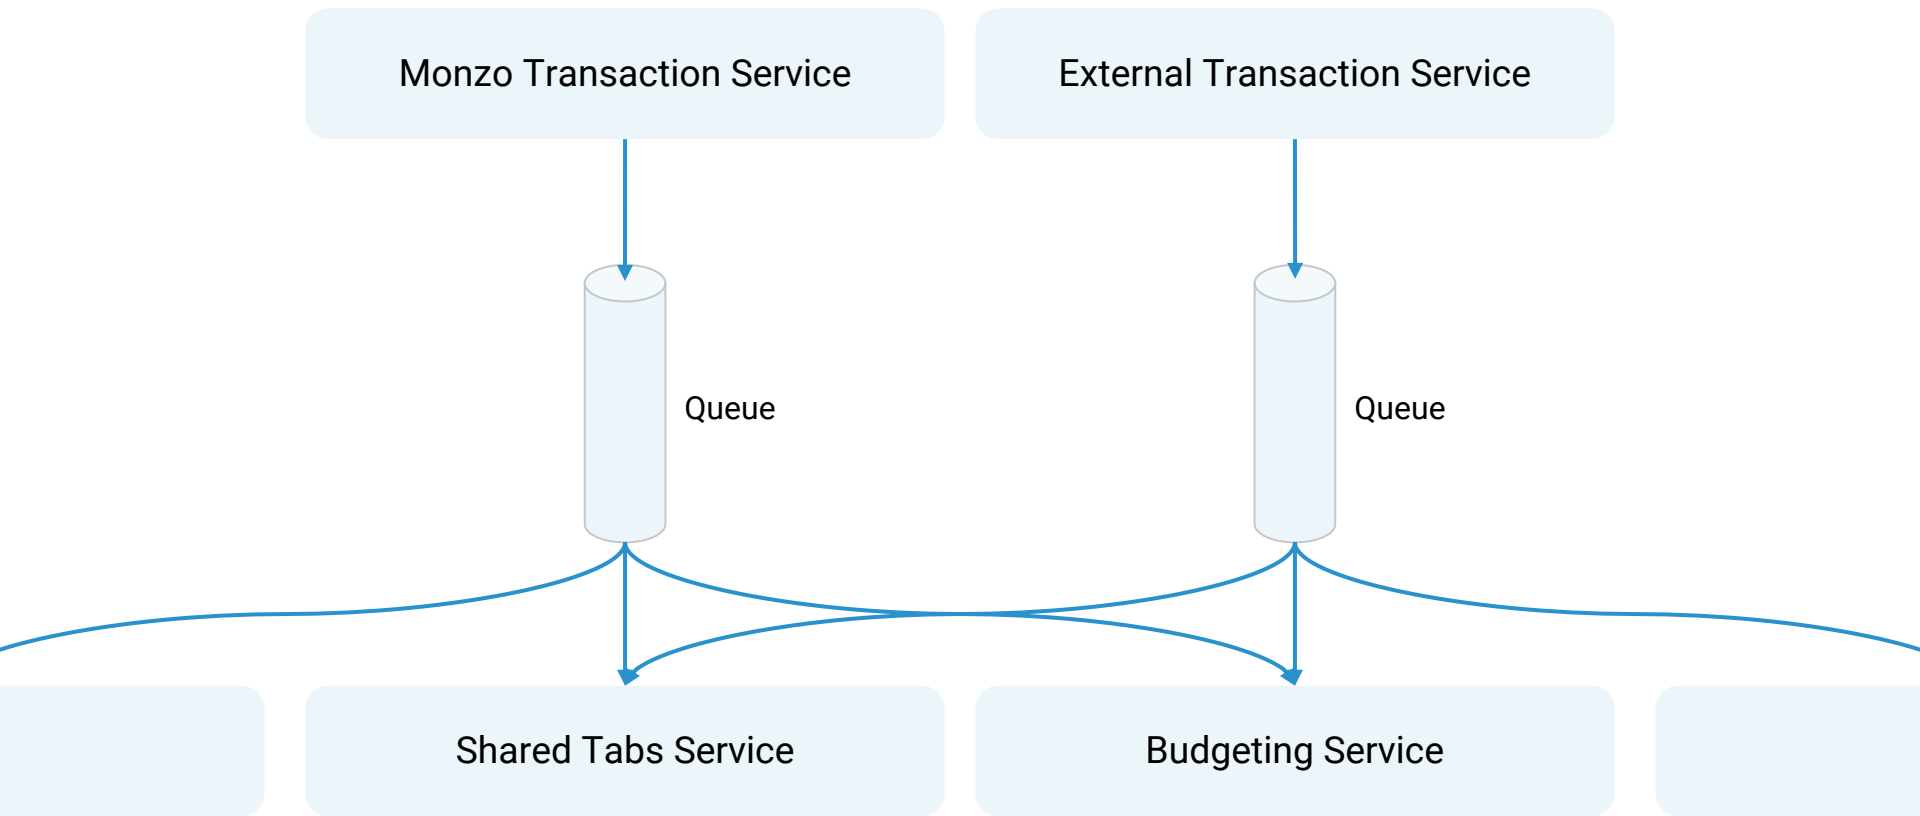 Monzo Transaction Service
External Transaction Service
Queue
Queue
Shared Tabs Service
Budgeting Service